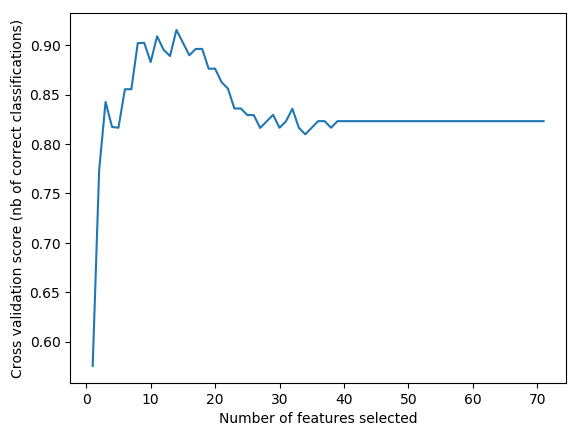 Cross validation score (nb of correct classifications)
0.90
0.85
0.80
0.75
0.70
0.65
0.60
0 10 20 30 40 50 60 70
Number of features selected